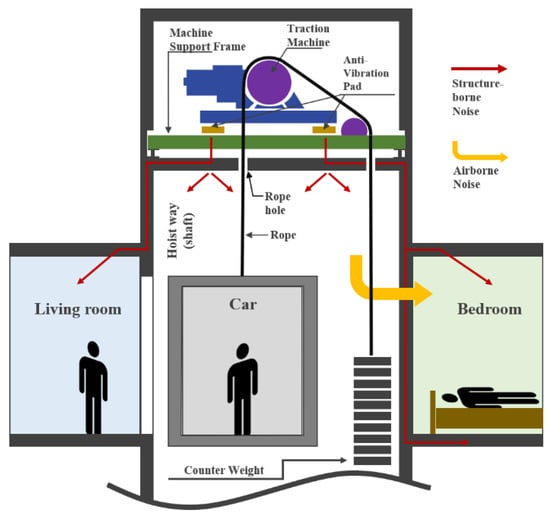 Machine
Support Frame
Traction
Machine
Anti-
Vibration
Pad
Structure-
borne
Noise
Airborne
Noise
Rope
hole
Hoist way
(shaft)
Rope
Living room
Car
Bedroom
Counter Weight